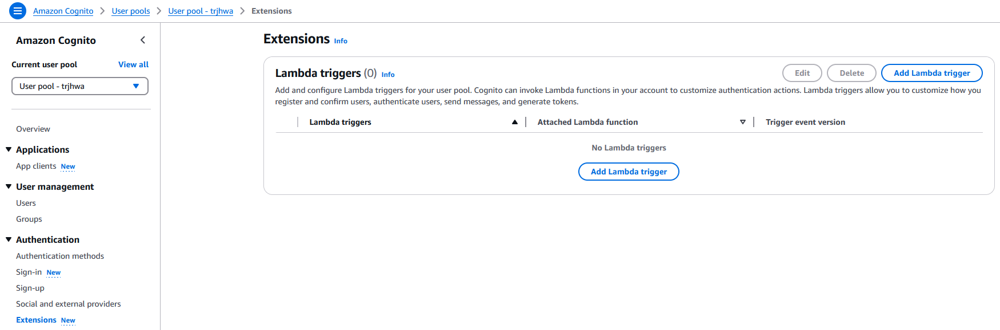 Amazon Cognito > User pools > User pool - trjhwa > Extensions
Amazon Cognito
Current user pool View all
User pool - trjhwa
Overview
Applications
App clients New
User management
Users
Groups
Authentication
Authentication methods
Sign-in New
Sign-up
Social and external providers
Extensions New
Extensions Info
Lambda triggers (0) Info
Edit Delete Add Lambda trigger
Add and configure Lambda triggers for your user pool. Cognito can invoke Lambda functions in your account to customize authentication actions. Lambda triggers allow you to customize how you
register and confirm users, authenticate users, send messages, and generate tokens.
Lambda triggers Attached Lambda function Trigger event version
No Lambda triggers
Add Lambda trigger